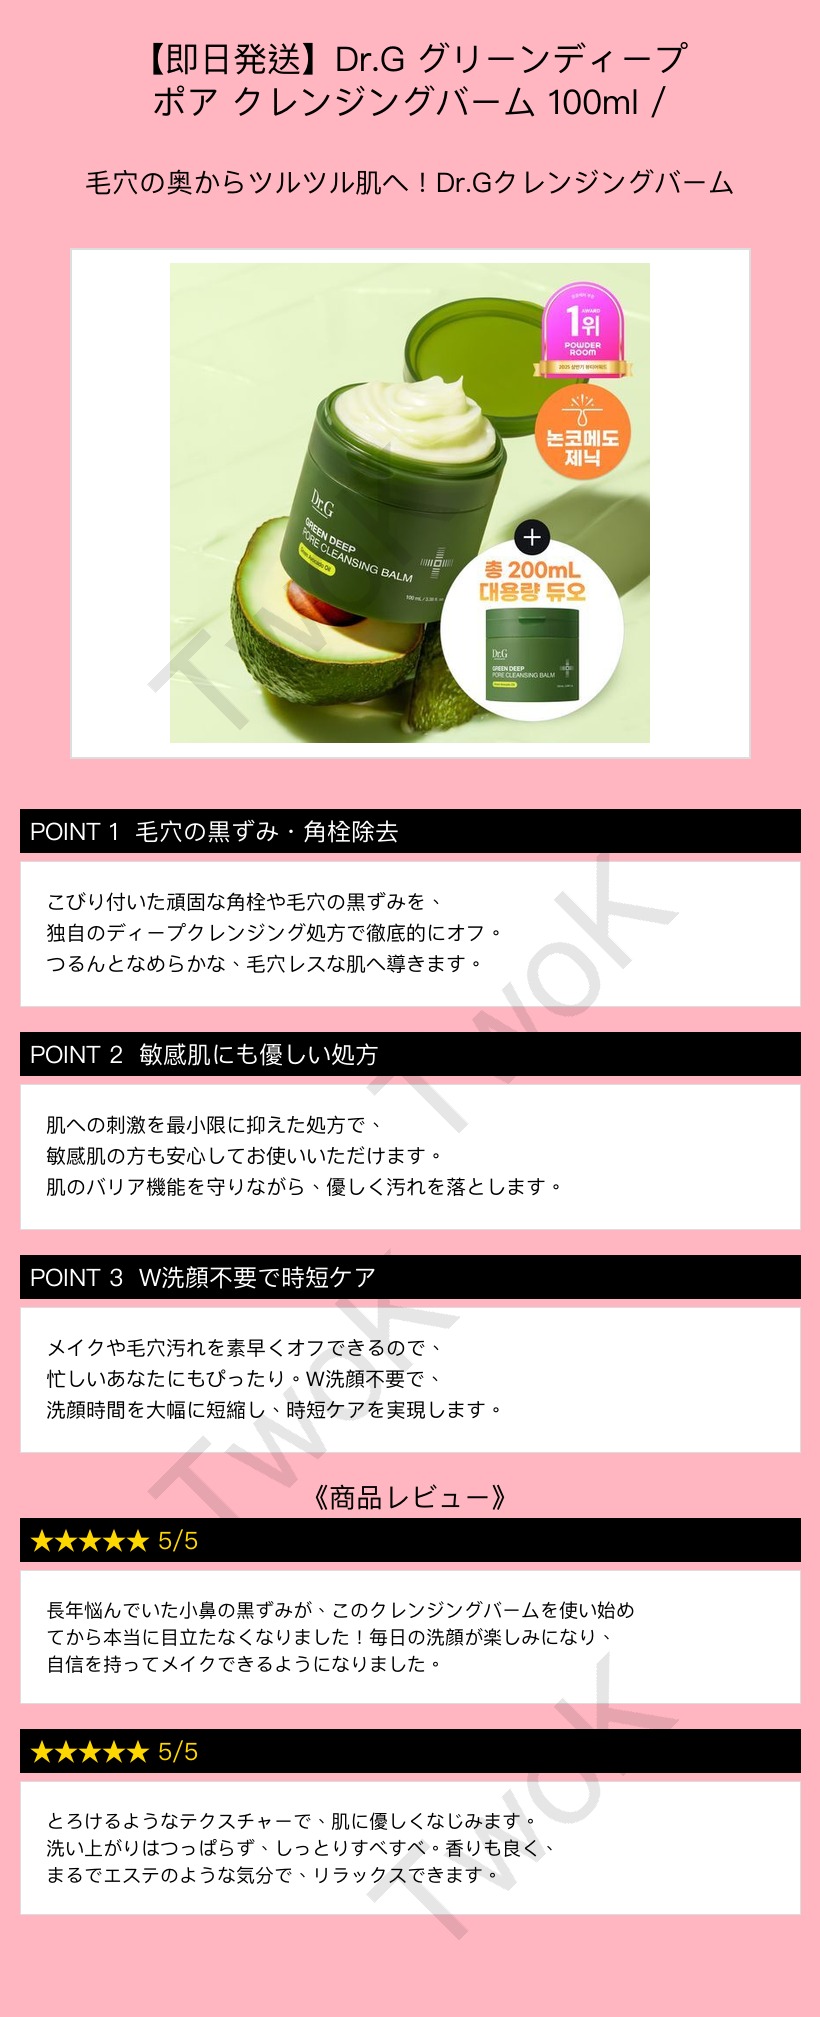 【即日発送】Dr.G グリーンディープ
ポア クレンジングバーム 100ml /
毛穴の奥からツルツル肌へ！Dr.Gクレンジングバーム
AWARD
1위
POWDER
ROOM
2025 상반기 뷰티어워드
논코메도
제닉
Dr.G
GREEN DEEP
PORE CLEANSING BALM
Green Avocado Oil
+
총 200mL
대용량 듀오
Dr.G
GREEN DEEP
PORE CLEANSING BALM
POINT 1 毛穴の黒ずみ・角栓除去
こびり付いた頑固な角栓や毛穴の黒ずみを、
独自のディープクレンジング処方で徹底的にオフ。
つるんとなめらかな、毛穴レスな肌へ導きます。
POINT 2 敏感肌にも優しい処方
肌への刺激を最小限に抑えた処方で、
敏感肌の方も安心してお使いいただけます。
肌のバリア機能を守りながら、優しく汚れを落とします。
POINT 3 W洗顔不要で時短ケア
メイクや毛穴汚れを素早くオフできるので、
忙しいあなたにもぴったり。W洗顔不要で、
洗顔時間を大幅に短縮し、時短ケアを実現します。
《商品レビュー》
★★★★★ 5/5
長年悩んでいた小鼻の黒ずみが、このクレンジングバームを使い始め
てから本当に目立たなくなりました！毎日の洗顔が楽しみになり、
自信を持ってメイクできるようになりました。
★★★★★ 5/5
とろけるようなテクスチャーで、肌に優しくなじみます。
洗い上がりはつっぱらず、しっとりすべすべ。香りも良く、
まるでエステのような気分で、リラックスできます。
TwoK
TwoK
TwoK
TwoK